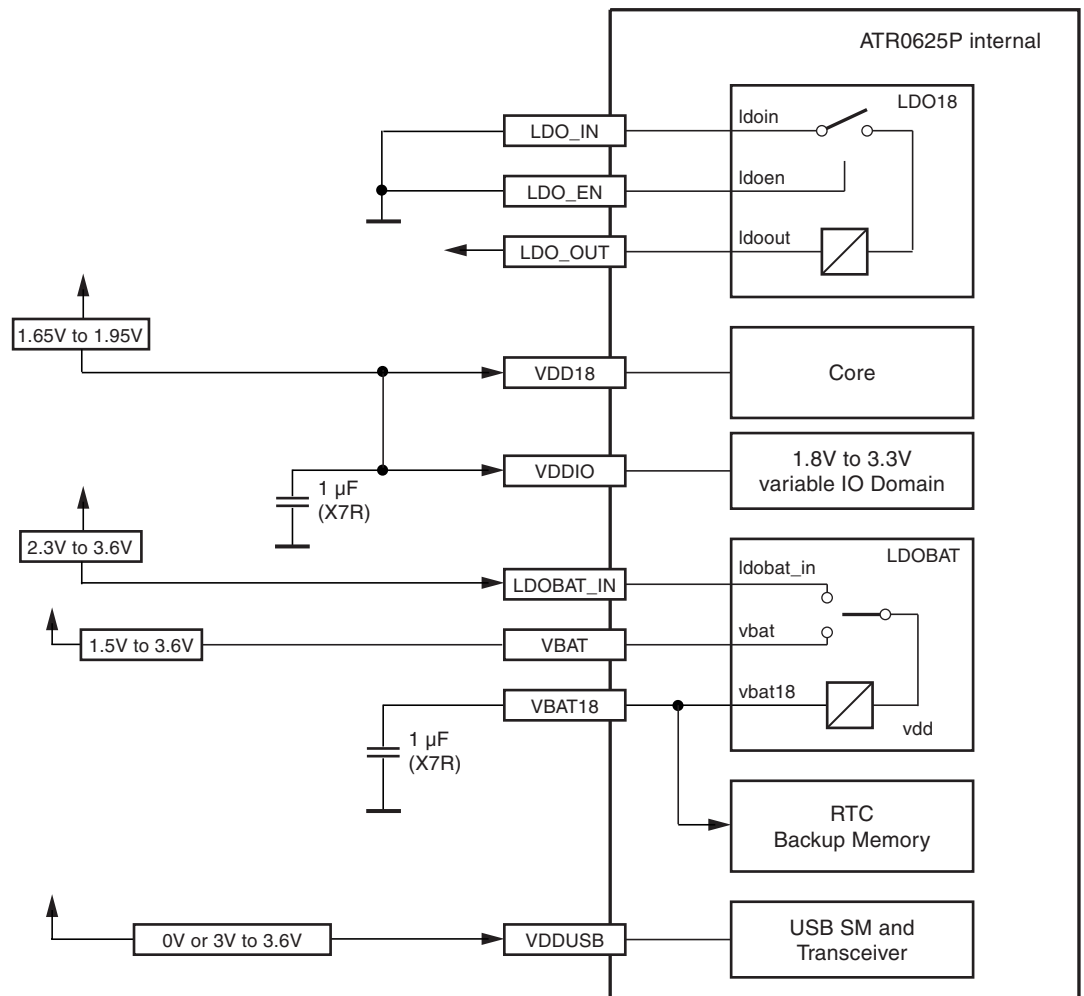 ATR0625P internal
LDO18
LDO_IN
ldoin
LDO_EN
ldoen
LDO_OUT
ldoout
1.65V to 1.95V
VDD18
Core
VDDIO
1.8V to 3.3V
variable IO Domain
1 µF
(X7R)
2.3V to 3.6V
LDOBAT
LDOBAT_IN
ldobat_in
1.5V to 3.6V
VBAT
vbat
VBAT18
vbat18
vdd
1 µF
(X7R)
RTC
Backup Memory
0V or 3V to 3.6V
VDDUSB
USB SM and
Transceiver